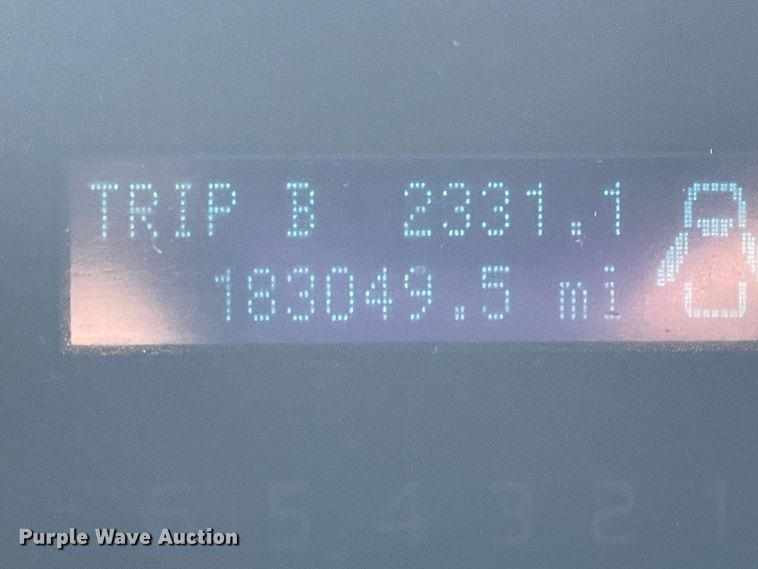 TRIP B 2331.1
183049.5 mi
5 4 3 2 1
Purple Wave Auction